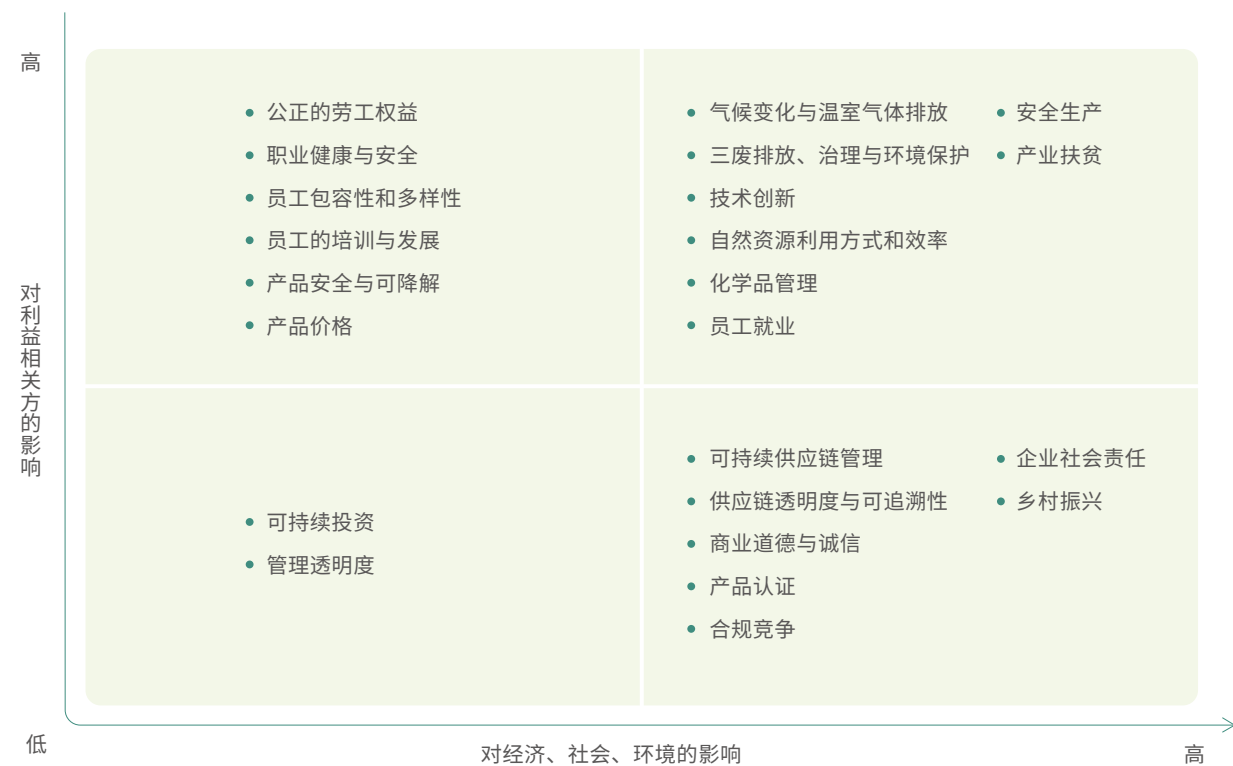 高
对利益相关方的影响
公正的劳工权益
职业健康与安全
员工包容性和多样性
员工的培训与发展
产品安全与可降解
产品价格
气候变化与温室气体排放
三废排放、治理与环境保护
技术创新
自然资源利用方式和效率
化学品管理
员工就业
安全生产
产业扶贫
可持续投资
管理透明度
可持续供应链管理
供应链透明度与可追溯性
商业道德与诚信
产品认证
合规竞争
企业社会责任
乡村振兴
低
对经济、社会、环境的影响
高